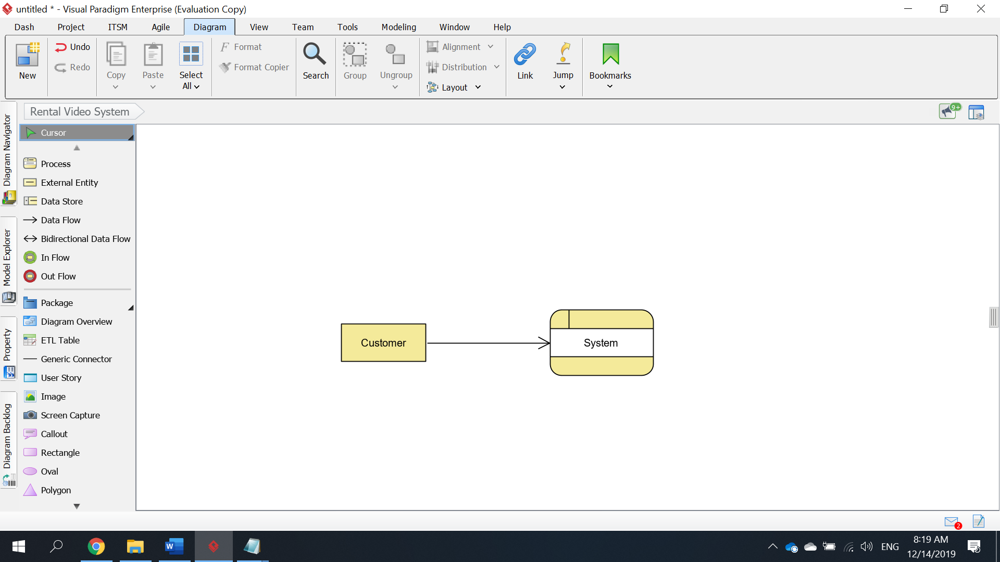 untitled * - Visual Paradigm Enterprise (Evaluation Copy)
Dash Project ITSM Agile Diagram View Team Tools Modeling Window Help
New
Undo
Redo
Copy
Paste
Select
All
Format
Format Copier
Search
Group
Ungroup
Alignment
Distribution
Layout
Link
Jump
Bookmarks
Rental Video System
9+
Diagram Navigator
Model Explorer
Property
Diagram Backlog
Cursor
Process
External Entity
Data Store
Data Flow
Bidirectional Data Flow
In Flow
Out Flow
Package
Diagram Overview
ETL Table
Generic Connector
User Story
Image
Screen Capture
Callout
Rectangle
Oval
Polygon
Customer
System
2
W
ENG
8:19 AM
12/14/2019